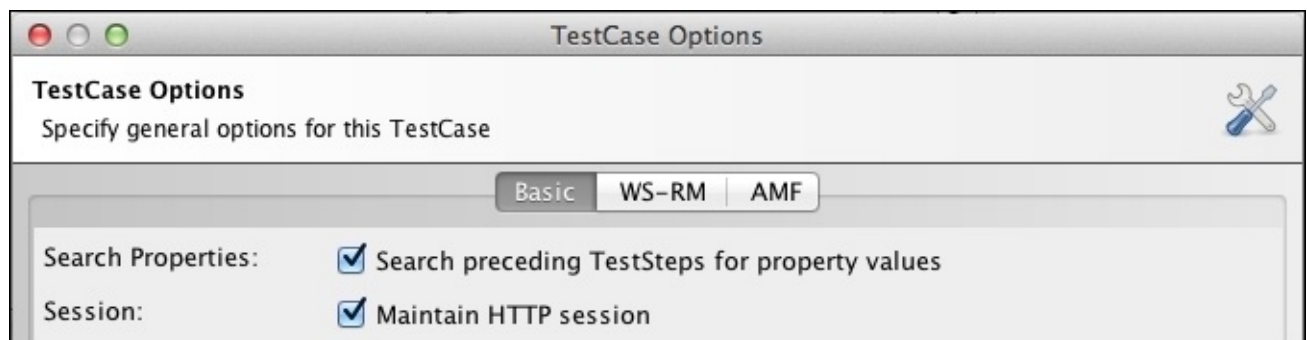 TestCase Options
TestCase Options
Specify general options for this TestCase
Basic WS-RM AMF
Search Properties: Search preceding TestSteps for property values
Session: Maintain HTTP session